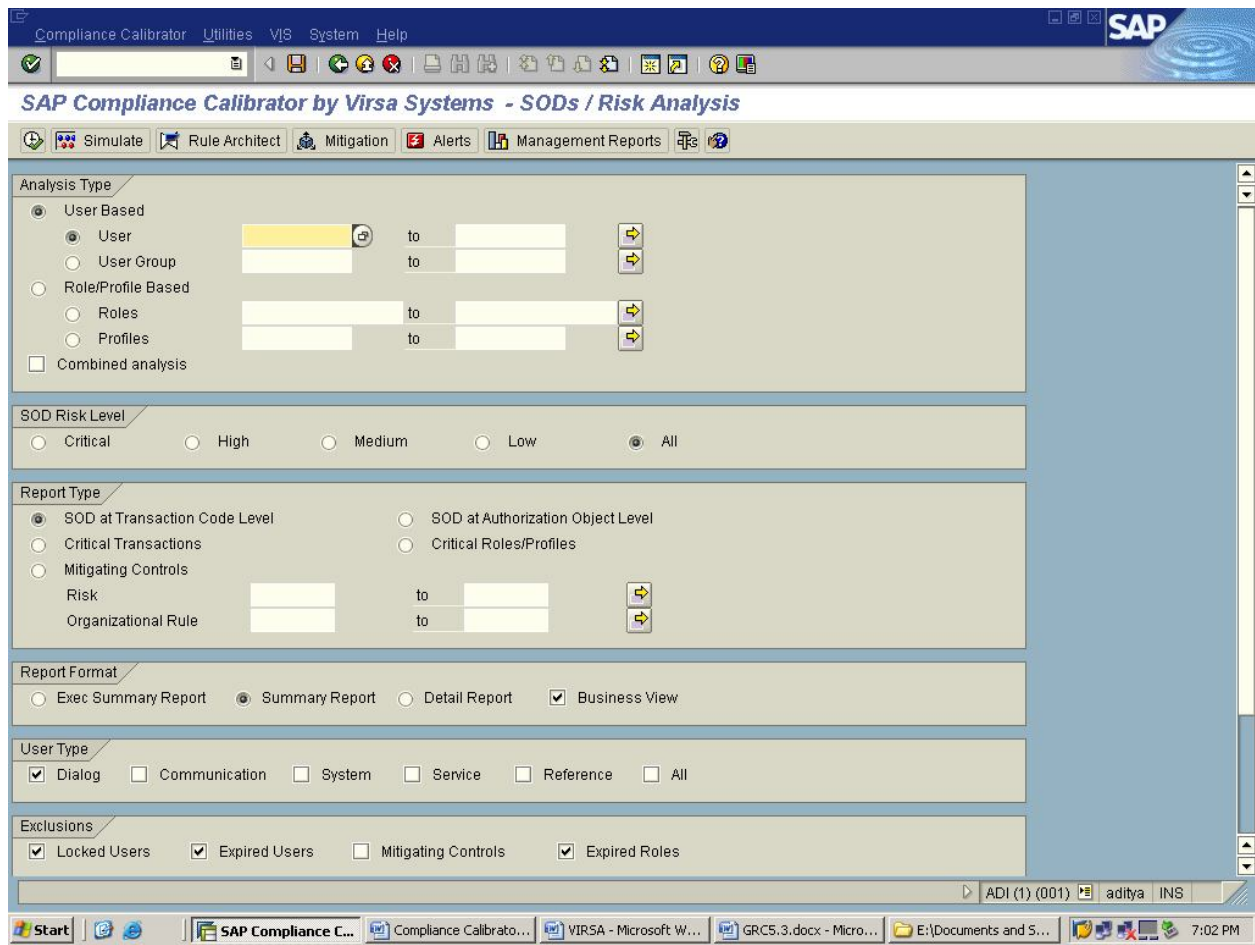 Compliance Calibrator Utilities VIS System Help
SAP
SAP Compliance Calibrator by Virsa Systems - SODs / Risk Analysis
Simulate Rule Architect Mitigation Alerts Management Reports
Analysis Type
User Based
User to
User Group to
Role/Profile Based
Roles to
Profiles to
Combined analysis
SOD Risk Level
Critical High Medium Low All
Report Type
SOD at Transaction Code Level SOD at Authorization Object Level
Critical Transactions Critical Roles/Profiles
Mitigating Controls
Risk to
Organizational Rule to
Report Format
Exec Summary Report Summary Report Detail Report Business View
User Type
Dialog Communication System Service Reference All
Exclusions
Locked Users Expired Users Mitigating Controls Expired Roles
ADI (1) (001) aditya INS
Start SAP Compliance C... Compliance Calibrato... VIRSA - Microsoft W... GRC5.3.docx - Micro... E:\Documents and S... 7:02 PM